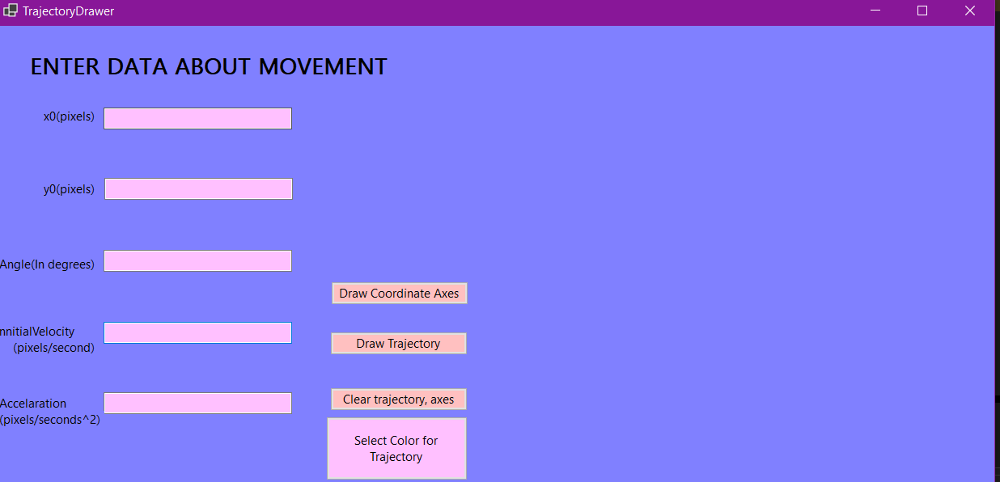 TrajectoryDrawer
ENTER DATA ABOUT MOVEMENT
x0(pixels)
y0(pixels)
Angle(In degrees)
Draw Coordinate Axes
nnitialVelocity
(pixels/second)
Draw Trajectory
Accelaration
(pixels/seconds^2)
Clear trajectory, axes
Select Color for
Trajectory